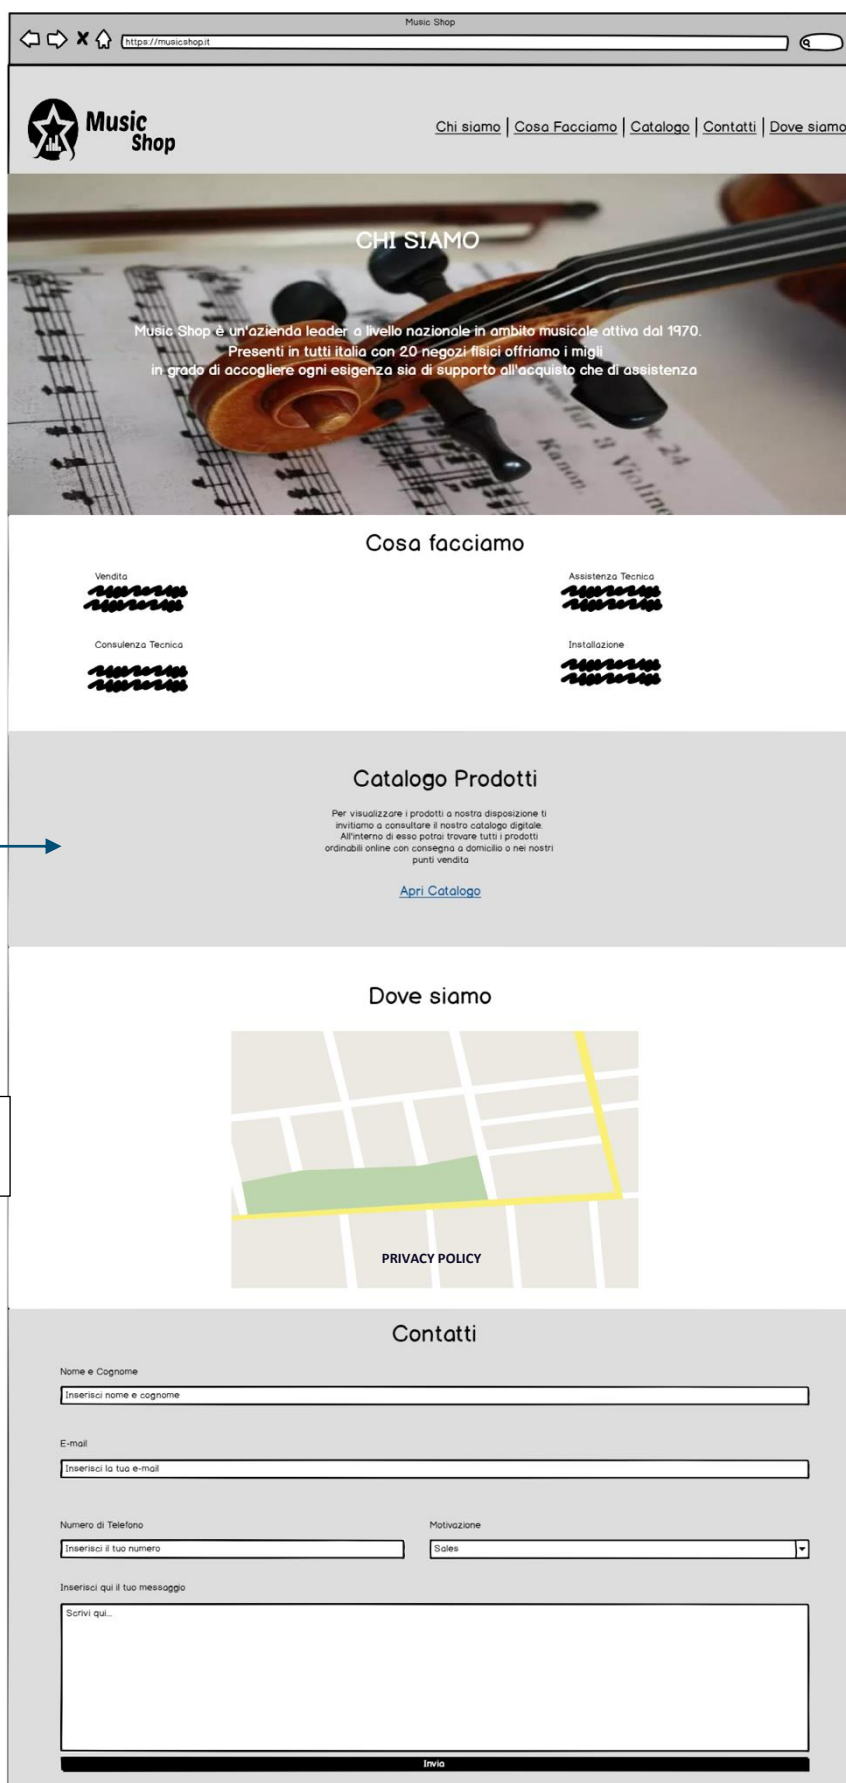 Music Shop
https://musicshop.it
Music
Shop
Chi siamo | Cosa Facciamo | Catalogo | Contatti | Dove siamo
CHI SIAMO
Music Shop è un'azienda leader a livello nazionale in ambito musicale attiva dal 1970.
Presenti in tutti italia con 20 negozi fisici offriamo i migli
in grado di accogliere ogni esigenza sia di supporto all'acquisto che di assistenza
für 3 Violine
Kanon.
24
Cosa facciamo
Vendita
Assistenza Tecnica
Consulenza Tecnica
Installazione
Catalogo Prodotti
Per visualizzare i prodotti a nostra disposizione ti
invitiamo a consultare il nostro catalogo digitale.
All'interno di esso potrai trovare tutti i prodotti
ordinabili online con consegna a domicilio o nei nostri
punti vendita
Apri Catalogo
Dove siamo
PRIVACY POLICY
Contatti
Nome e Cognome
Inserisci nome e cognome
E-mail
Inserisci la tua e-mail
Numero di Telefono
Motivazione
Inserisci il tuo numero
Sales
Inserisci qui il tuo messaggio
Scrivi qui...
Invia